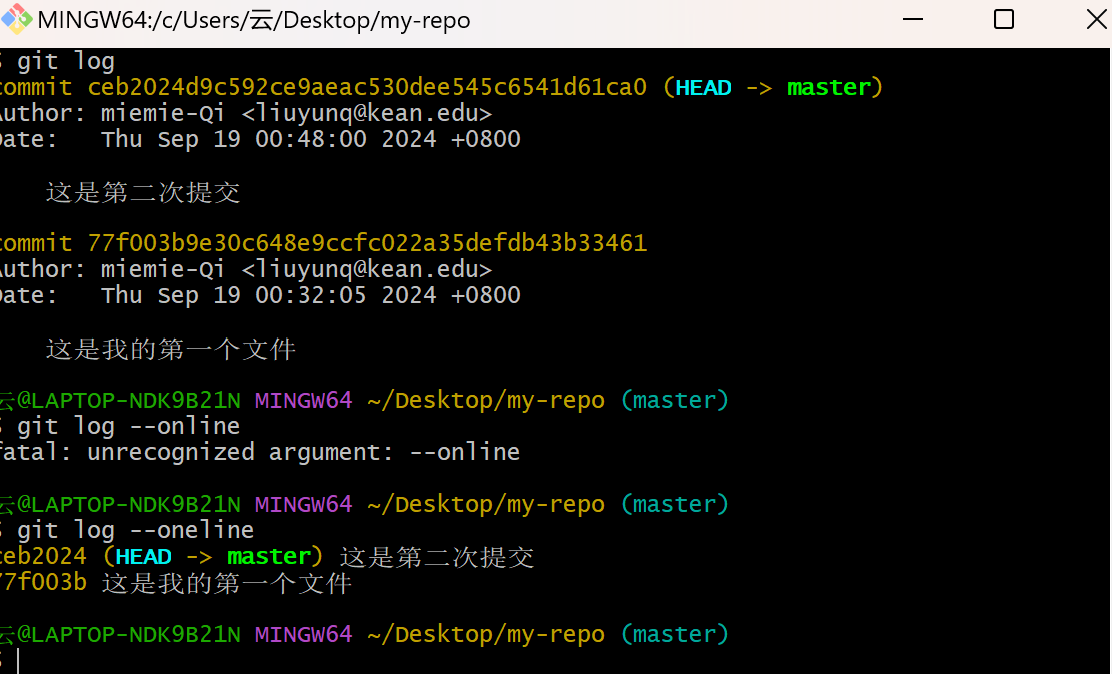 MINGW64:/c/Users/云/Desktop/my-repo
$ git log
commit ceb2024d9c592ce9aeac530dee545c6541d61ca0 (HEAD -> master)
Author: miemie-Qi <liuyunq@kean.edu>
Date:   Thu Sep 19 00:48:00 2024 +0800
这是第二次提交
commit 77f003b9e30c648e9ccfc022a35defdb43b33461
Author: miemie-Qi <liuyunq@kean.edu>
Date:   Thu Sep 19 00:32:05 2024 +0800
这是我的第一个文件
云@LAPTOP-NDK9B21N MINGW64 ~/Desktop/my-repo (master)
$ git log --online
fatal: unrecognized argument: --online
云@LAPTOP-NDK9B21N MINGW64 ~/Desktop/my-repo (master)
$ git log --oneline
ceb2024 (HEAD -> master) 这是第二次提交
77f003b 这是我的第一个文件
云@LAPTOP-NDK9B21N MINGW64 ~/Desktop/my-repo (master)
$